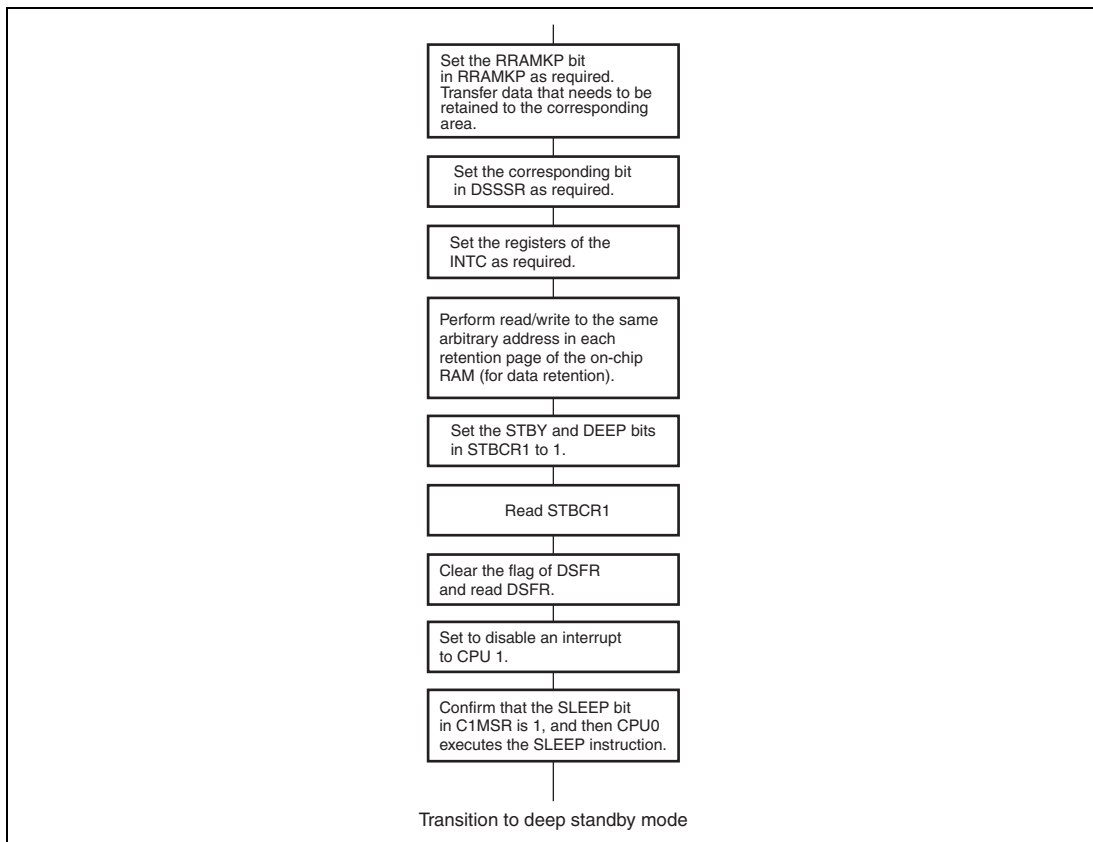 Set the RRAMKP bit
in RRAMKP as required.
Transfer data that needs to be
retained to the corresponding
area.
Set the corresponding bit
in DSSSR as required.
Set the registers of the
INTC as required.
Perform read/write to the same
arbitrary address in each
retention page of the on-chip
RAM (for data retention).
Set the STBY and DEEP bits
in STBCR1 to 1.
Read STBCR1
Clear the flag of DSFR
and read DSFR.
Set to disable an interrupt
to CPU 1.
Confirm that the SLEEP bit
in C1MSR is 1, and then CPU0
executes the SLEEP instruction.
Transition to deep standby mode